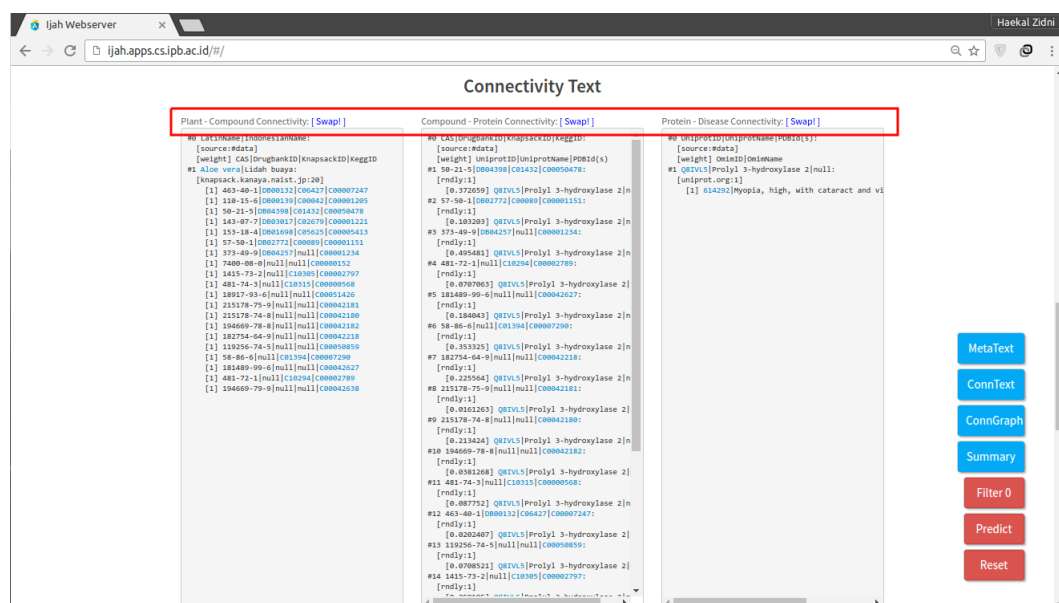 Ijah Webserver
Haekal Zidni
ijah.apps.cs.ipb.ac.id/#/
Connectivity Text
Plant - Compound Connectivity: [ Swap! ]
#0 LatinName|IndonesianName:
[source:#data]
[weight] CAS|DrugbankID|KnapsackID|KeggID
#1 Aloe vera|Lidah buaya:
[knapsack.kanaya.naist.jp:20]
[1] 463-40-1|DB00132|C06427|C00007247
[1] 110-15-6|DB00139|C00042|C00001205
[1] 50-21-5|DB04398|C01432|C00050478
[1] 143-07-7|DB03017|C02679|C00001221
[1] 153-18-4|DB01698|C05625|C00005413
[1] 57-50-1|DB02772|C00089|C00001151
[1] 373-49-9|DB04257|null|C00001234
[1] 7400-08-0|null|null|C00000152
[1] 1415-73-2|null|C10305|C00002797
[1] 481-74-3|null|C10315|C00000568
[1] 18917-93-6|null|null|C00051426
[1] 215178-75-9|null|null|C00042181
[1] 215178-74-8|null|null|C00042180
[1] 194669-78-8|null|null|C00042182
[1] 182754-64-9|null|null|C00042218
[1] 119256-74-5|null|null|C00050859
[1] 58-86-6|null|C01394|C00007290
[1] 181489-99-6|null|null|C00042627
[1] 481-72-1|null|C10294|C00002789
[1] 194669-79-9|null|null|C00042638
Compound - Protein Connectivity: [ Swap! ]
#0 CAS|DrugbankID|KnapsackID|KeggID:
[source:#data]
[weight] UniprotID|UniprotName|PDBId(s)
#1 50-21-5|DB04398|C01432|C00050478:
[rndly:1]
[0.372659] Q8IVL5|Prolyl 3-hydroxylase 2|n
#2 57-50-1|DB02772|C00089|C00001151:
[rndly:1]
[0.103203] Q8IVL5|Prolyl 3-hydroxylase 2|n
#3 373-49-9|DB04257|null|C00001234:
[rndly:1]
[0.495481] Q8IVL5|Prolyl 3-hydroxylase 2|n
#4 481-72-1|null|C10294|C00002789:
[rndly:1]
[0.0707063] Q8IVL5|Prolyl 3-hydroxylase 2|
#5 181489-99-6|null|null|C00042627:
[rndly:1]
[0.184043] Q8IVL5|Prolyl 3-hydroxylase 2|n
#6 58-86-6|null|C01394|C00007290:
[rndly:1]
[0.353325] Q8IVL5|Prolyl 3-hydroxylase 2|n
#7 182754-64-9|null|null|C00042218:
[rndly:1]
[0.225564] Q8IVL5|Prolyl 3-hydroxylase 2|n
#8 215178-75-9|null|null|C00042181:
[rndly:1]
[0.0161263] Q8IVL5|Prolyl 3-hydroxylase 2|
#9 215178-74-8|null|null|C00042180:
[rndly:1]
[0.213424] Q8IVL5|Prolyl 3-hydroxylase 2|n
#10 194669-78-8|null|null|C00042182:
[rndly:1]
[0.0381268] Q8IVL5|Prolyl 3-hydroxylase 2|
#11 481-74-3|null|C10315|C00000568:
[rndly:1]
[0.087752] Q8IVL5|Prolyl 3-hydroxylase 2|n
#12 463-40-1|DB00132|C06427|C00007247:
[rndly:1]
[0.0202407] Q8IVL5|Prolyl 3-hydroxylase 2|
#13 119256-74-5|null|null|C00050859:
[rndly:1]
[0.0708521] Q8IVL5|Prolyl 3-hydroxylase 2|
#14 1415-73-2|null|C10305|C00002797:
[rndly:1]
Protein - Disease Connectivity: [ Swap! ]
#0 UniprotID|UniprotName|PDBId(s):
[source:#data]
[weight] OmimID|OmimName
#1 Q8IVL5|Prolyl 3-hydroxylase 2|null:
[uniprot.org:1]
[1] 614292|Myopia, high, with cataract and vi
MetaText
ConnText
ConnGraph
Summary
Filter 0
Predict
Reset